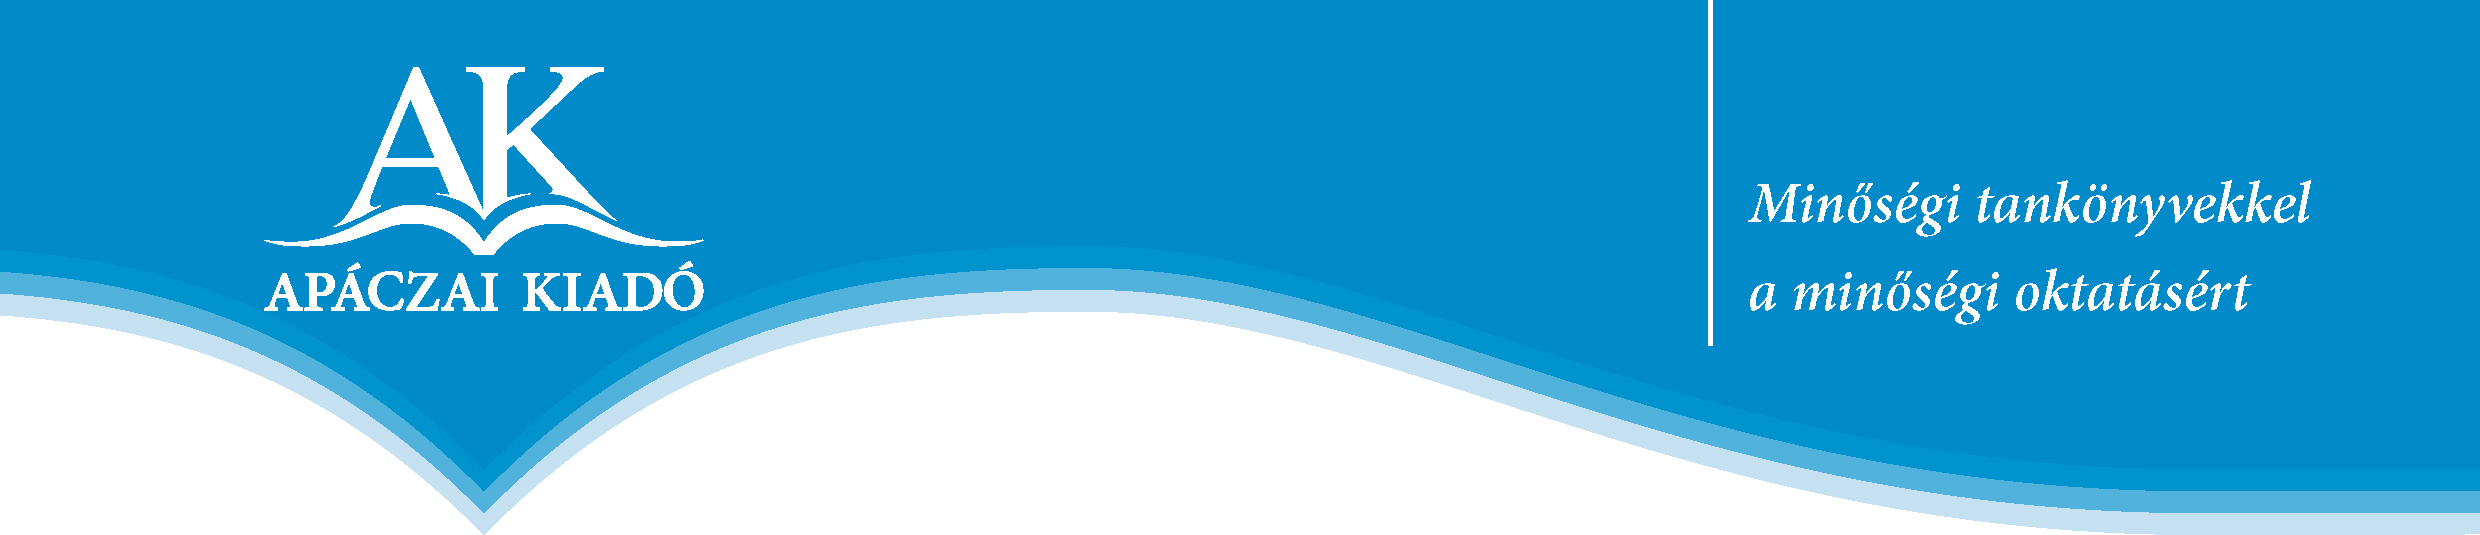 AK
APÁCZAI KIADÓ
Minőségi tankönyvekkel
a minőségi oktatásért